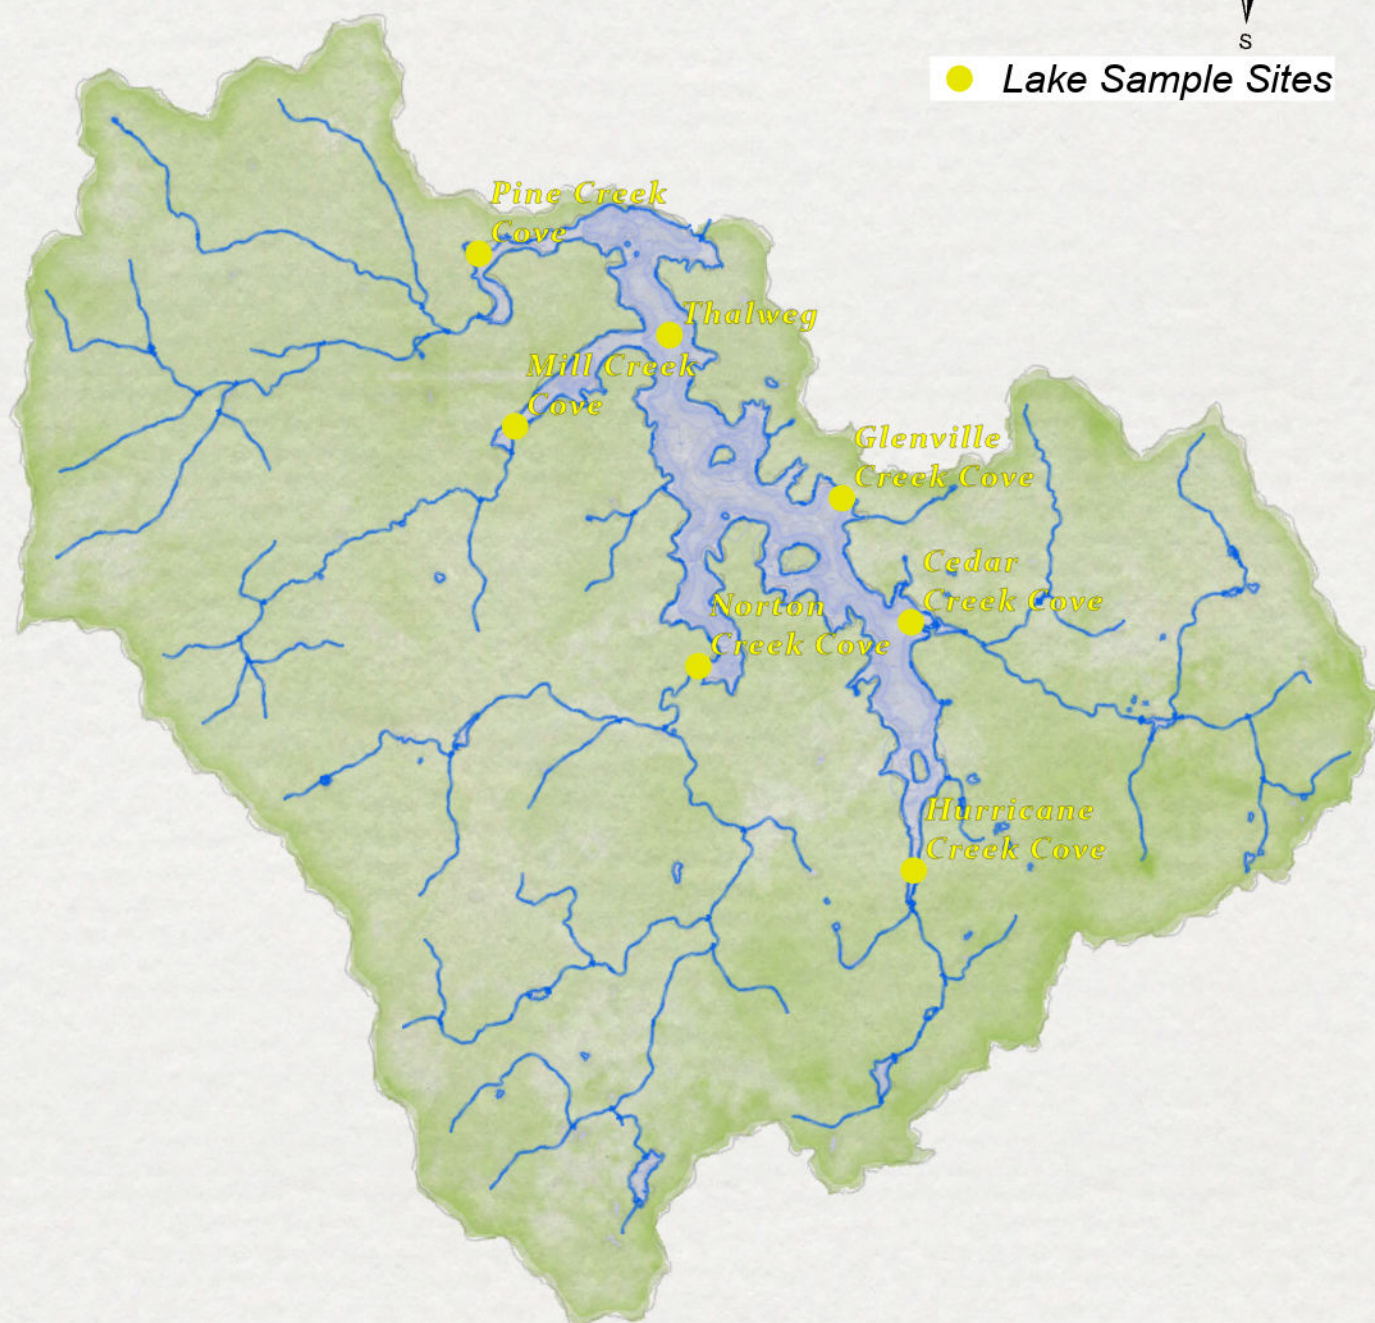 S
Lake Sample Sites
Pine Creek
Cove
Thalweg
Mill Creek
Cove
Glenville
Creek Cove
Cedar
Creek Cove
Norton
Creek Cove
Hurricane
Creek Cove